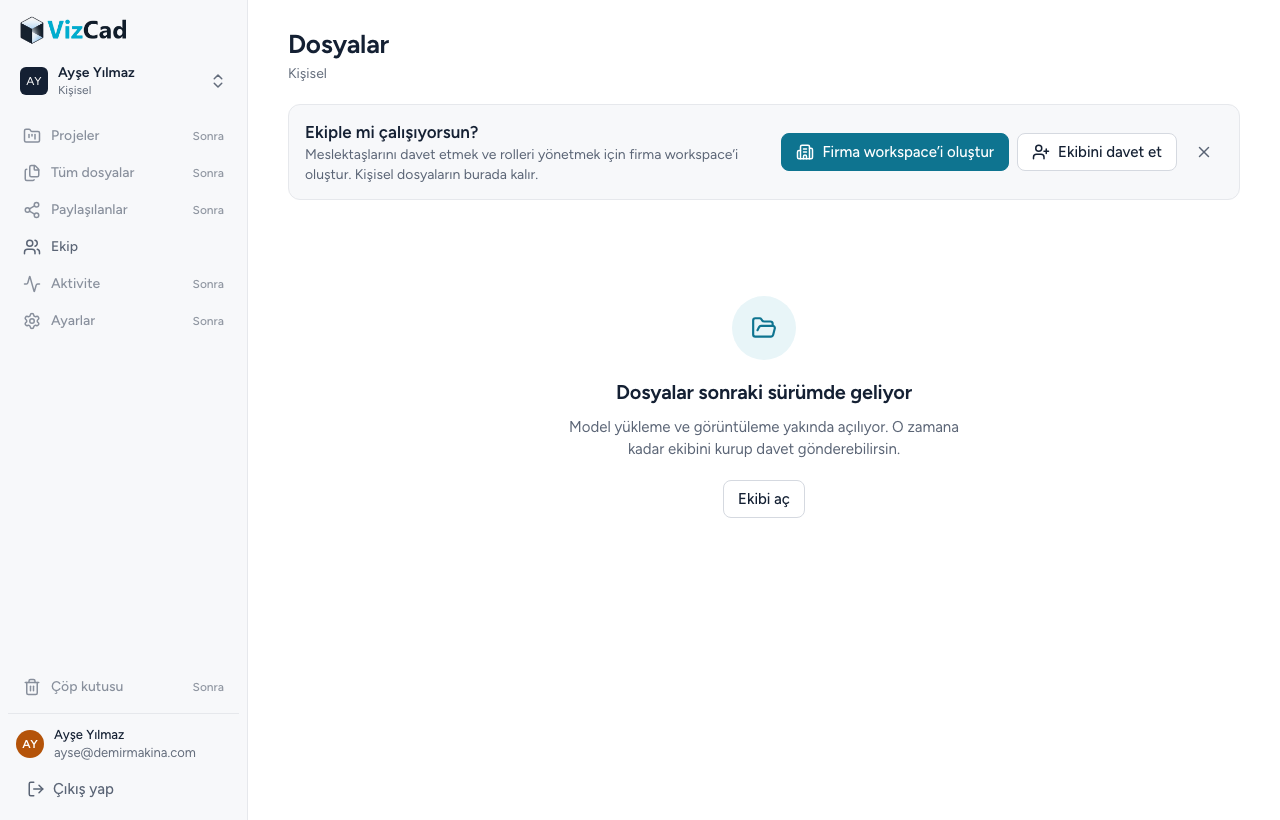 VizCad
AY
Ayşe Yılmaz
Kişisel
Projeler Sonra
Tüm dosyalar Sonra
Paylaşılanlar Sonra
Ekip
Aktivite Sonra
Ayarlar Sonra
Çöp kutusu Sonra
AY
Ayşe Yılmaz
ayse@demirmakina.com
Çıkış yap
Dosyalar
Kişisel
Ekiple mi çalışıyorsun?
Meslektaşlarını davet etmek ve rolleri yönetmek için firma workspace’i
oluştur. Kişisel dosyaların burada kalır.
Firma workspace’i oluştur
Ekibini davet et
Dosyalar sonraki sürümde geliyor
Model yükleme ve görüntüleme yakında açılıyor. O zamana
kadar ekibini kurup davet gönderebilirsin.
Ekibi aç